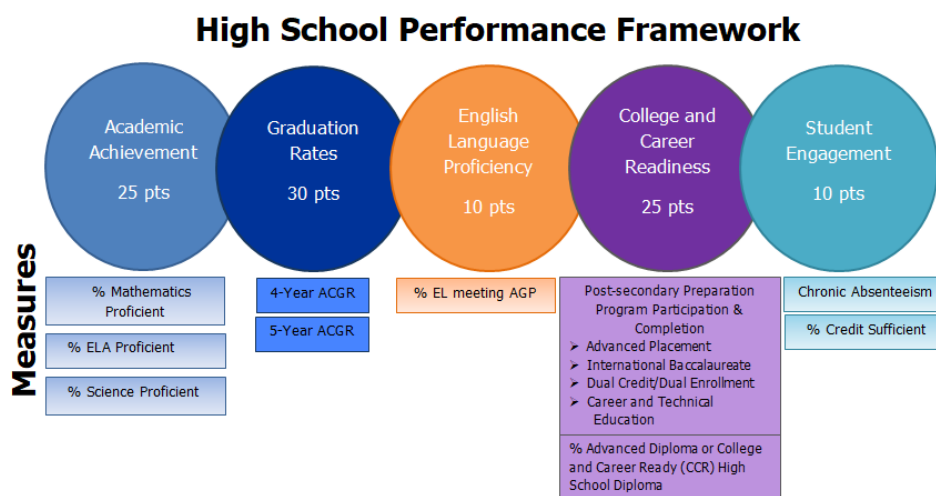 High School Performance Framework
Academic
Achievement
25 pts
Graduation
Rates
30 pts
English
Language
Proficiency
10 pts
College and
Career
Readiness
25 pts
Student
Engagement
10 pts
Measures
% Mathematics
Proficient
% ELA Proficient
% Science Proficient
4-Year ACGR
5-Year ACGR
% EL meeting AGP
Post-secondary Preparation
Program Participation &
Completion
➤ Advanced Placement
➤ International Baccalaureate
➤ Dual Credit/Dual Enrollment
➤ Career and Technical
Education
% Advanced Diploma or College
and Career Ready (CCR) High
School Diploma
Chronic Absenteeism
% Credit Sufficient